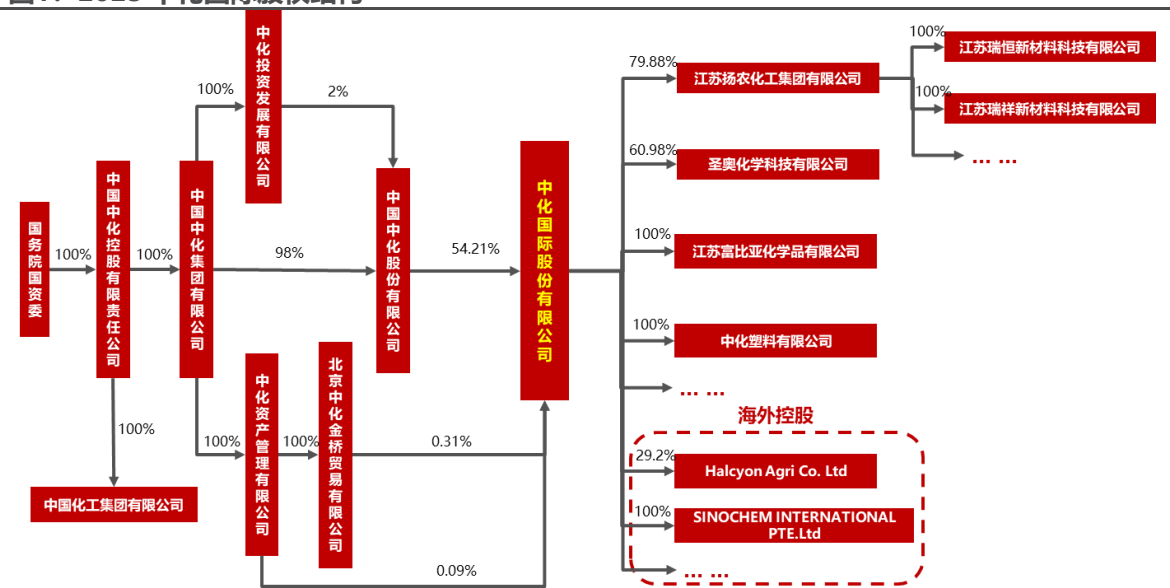 中化投资发展有限公司
100%
2%
国务院国资委
100%
中国中化控股有限责任公司
100%
中国中化集团有限公司
98%
中国中化股份有限公司
54.21%
中化国际股份有限公司
100%
中国化工集团有限公司
100%
中化资产管理有限公司
100%
北京中化金桥贸易有限公司
0.31%
0.09%
79.88%
江苏扬农化工集团有限公司
100%
江苏瑞恒新材料科技有限公司
100%
江苏瑞祥新材料科技有限公司
... ...
60.98%
圣奥化学科技有限公司
100%
江苏富比亚化学品有限公司
100%
中化塑料有限公司
... ...
海外控股
29.2%
Halcyon Agri Co. Ltd
100%
SINOCHEM INTERNATIONAL
PTE.Ltd
... ...